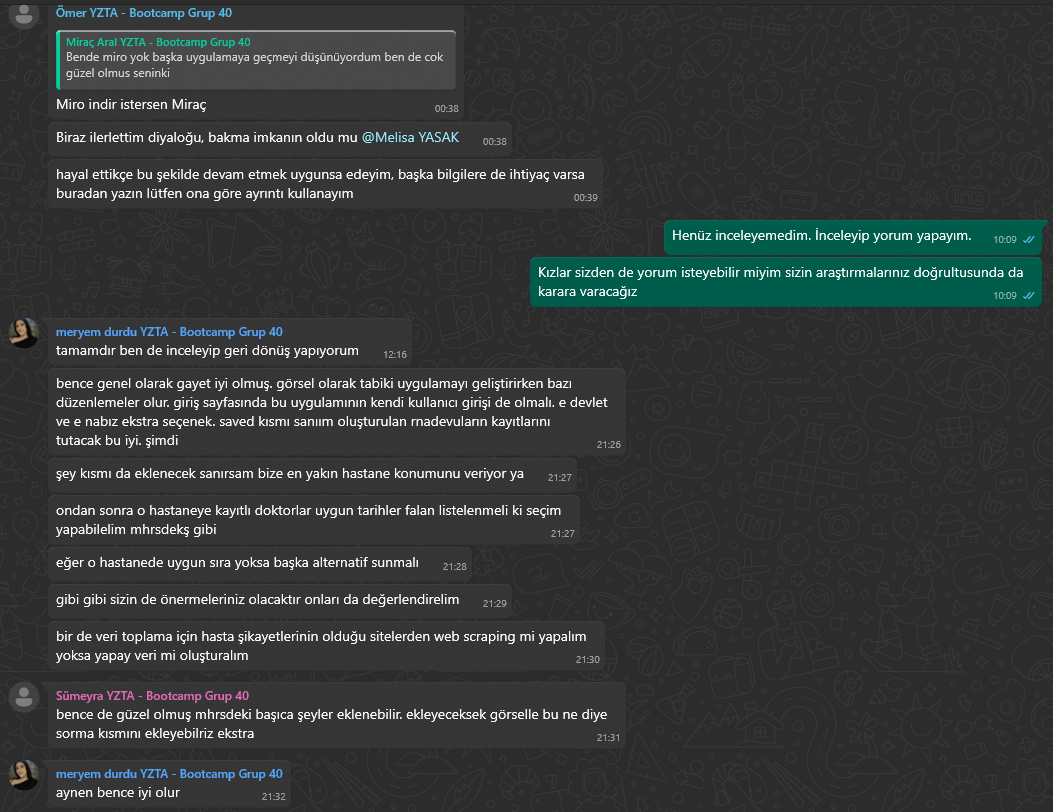 Ömer YZTA - Bootcamp Grup 40
Miraç Aral YZTA - Bootcamp Grup 40
Bende miro yok başka uygulamaya geçmeyi düşünüyordum ben de cok
güzel olmus seninki
Miro indir istersen Miraç
00:38
Biraz ilerlettim diyaloğu, bakma imkanın oldu mu @Melisa YASAK
00:38
hayal ettikçe bu şekilde devam etmek uygunsa edeyim, başka bilgilere de ihtiyaç varsa
buradan yazın lütfen ona göre ayrıntı kullanayım
00:39
Henüz inceleyemedim. İnceleyip yorum yapayım.
10:09
Kızlar sizden de yorum isteyebilir miyim sizin araştırmalarınız doğrultusunda da
karara varacağız
10:09
meryem durdu YZTA - Bootcamp Grup 40
tamamdır ben de inceleyip geri dönüş yapıyorum
12:16
bence genel olarak gayet iyi olmuş. görsel olarak tabiki uygulamayı geliştirirken bazı
düzenlemeler olur. giriş sayfasında bu uygulamının kendi kullanıcı girişi de olmalı. e devlet
ve e nabız ekstra seçenek. saved kısmı sanıım oluşturulan rnadevuların kayıtlarını
tutacak bu iyi. şimdi
21:26
şey kısmı da eklenecek sanırsam bize en yakın hastane konumunu veriyor ya
21:27
ondan sonra o hastaneye kayıtlı doktorlar uygun tarihler falan listelenmeli ki seçim
yapabilelim mhrsdekş gibi
21:27
eğer o hastanede uygun sıra yoksa başka alternatif sunmalı
21:28
gibi gibi sizin de önermeleriniz olacaktır onları da değerlendirelim
21:29
bir de veri toplama için hasta şikayetlerinin olduğu sitelerden web scraping mi yapalım
yoksa yapay veri mi oluşturalım
21:30
Sümeyra YZTA - Bootcamp Grup 40
bence de güzel olmuş mhrsdeki başıca şeyler eklenebilir. ekleyeceksek görselle bu ne diye
sorma kısmını ekleyebilriz ekstra
21:31
meryem durdu YZTA - Bootcamp Grup 40
aynen bence iyi olur
21:32